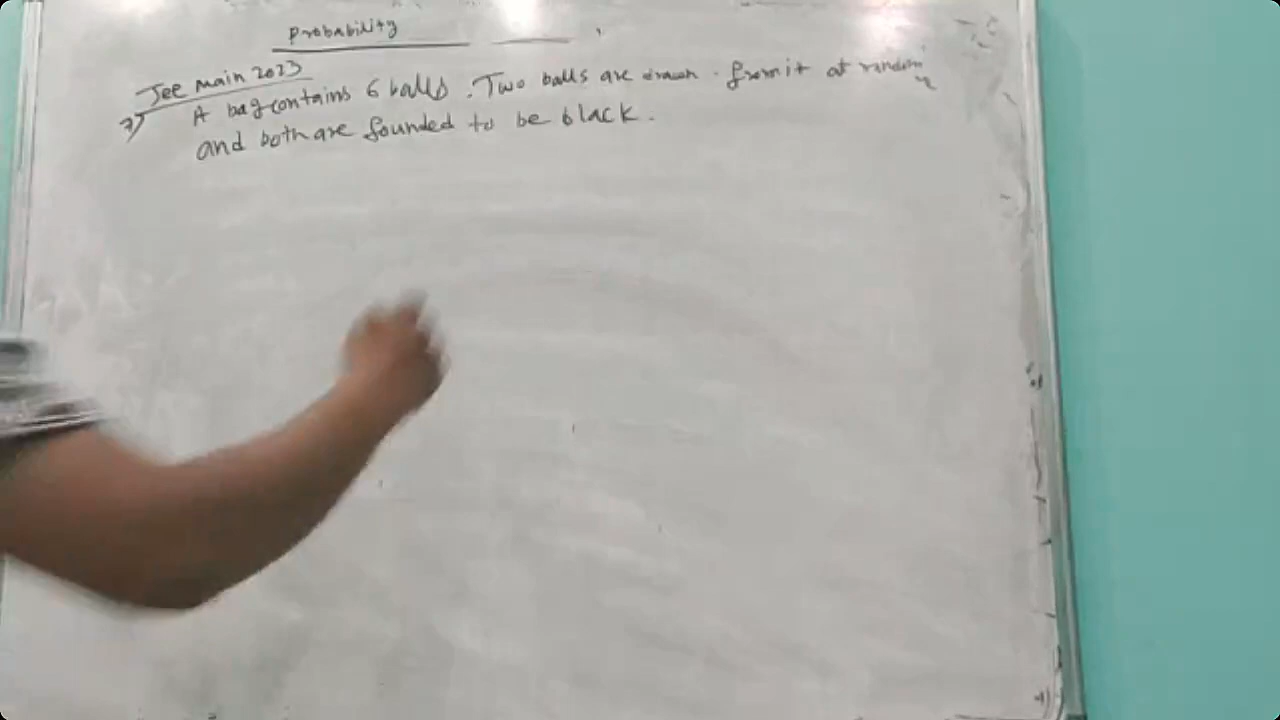 Probability
Jee main 2023
7) A bag contains 6 balls. Two balls are drawn from it at random
and both are founded to be black.